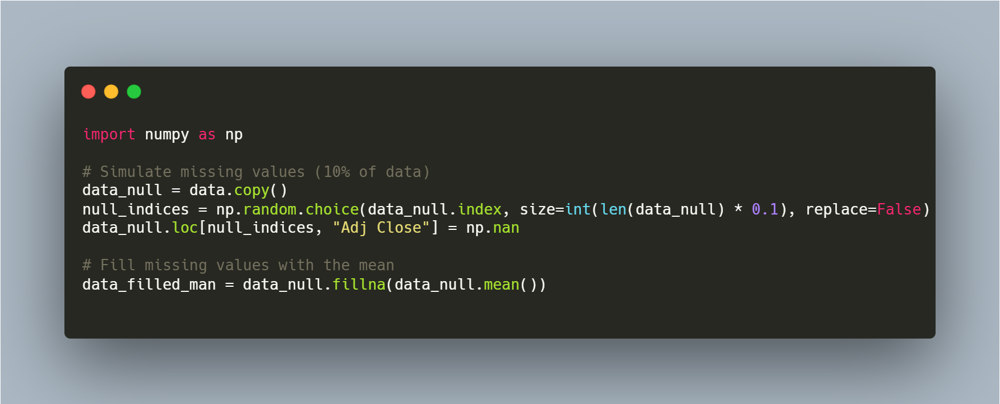 import numpy as np
# Simulate missing values (10% of data)
data_null = data.copy()
null_indices = np.random.choice(data_null.index, size=int(len(data_null) * 0.1), replace=False)
data_null.loc[null_indices, "Adj Close"] = np.nan
# Fill missing values with the mean
data_filled_man = data_null.fillna(data_null.mean())